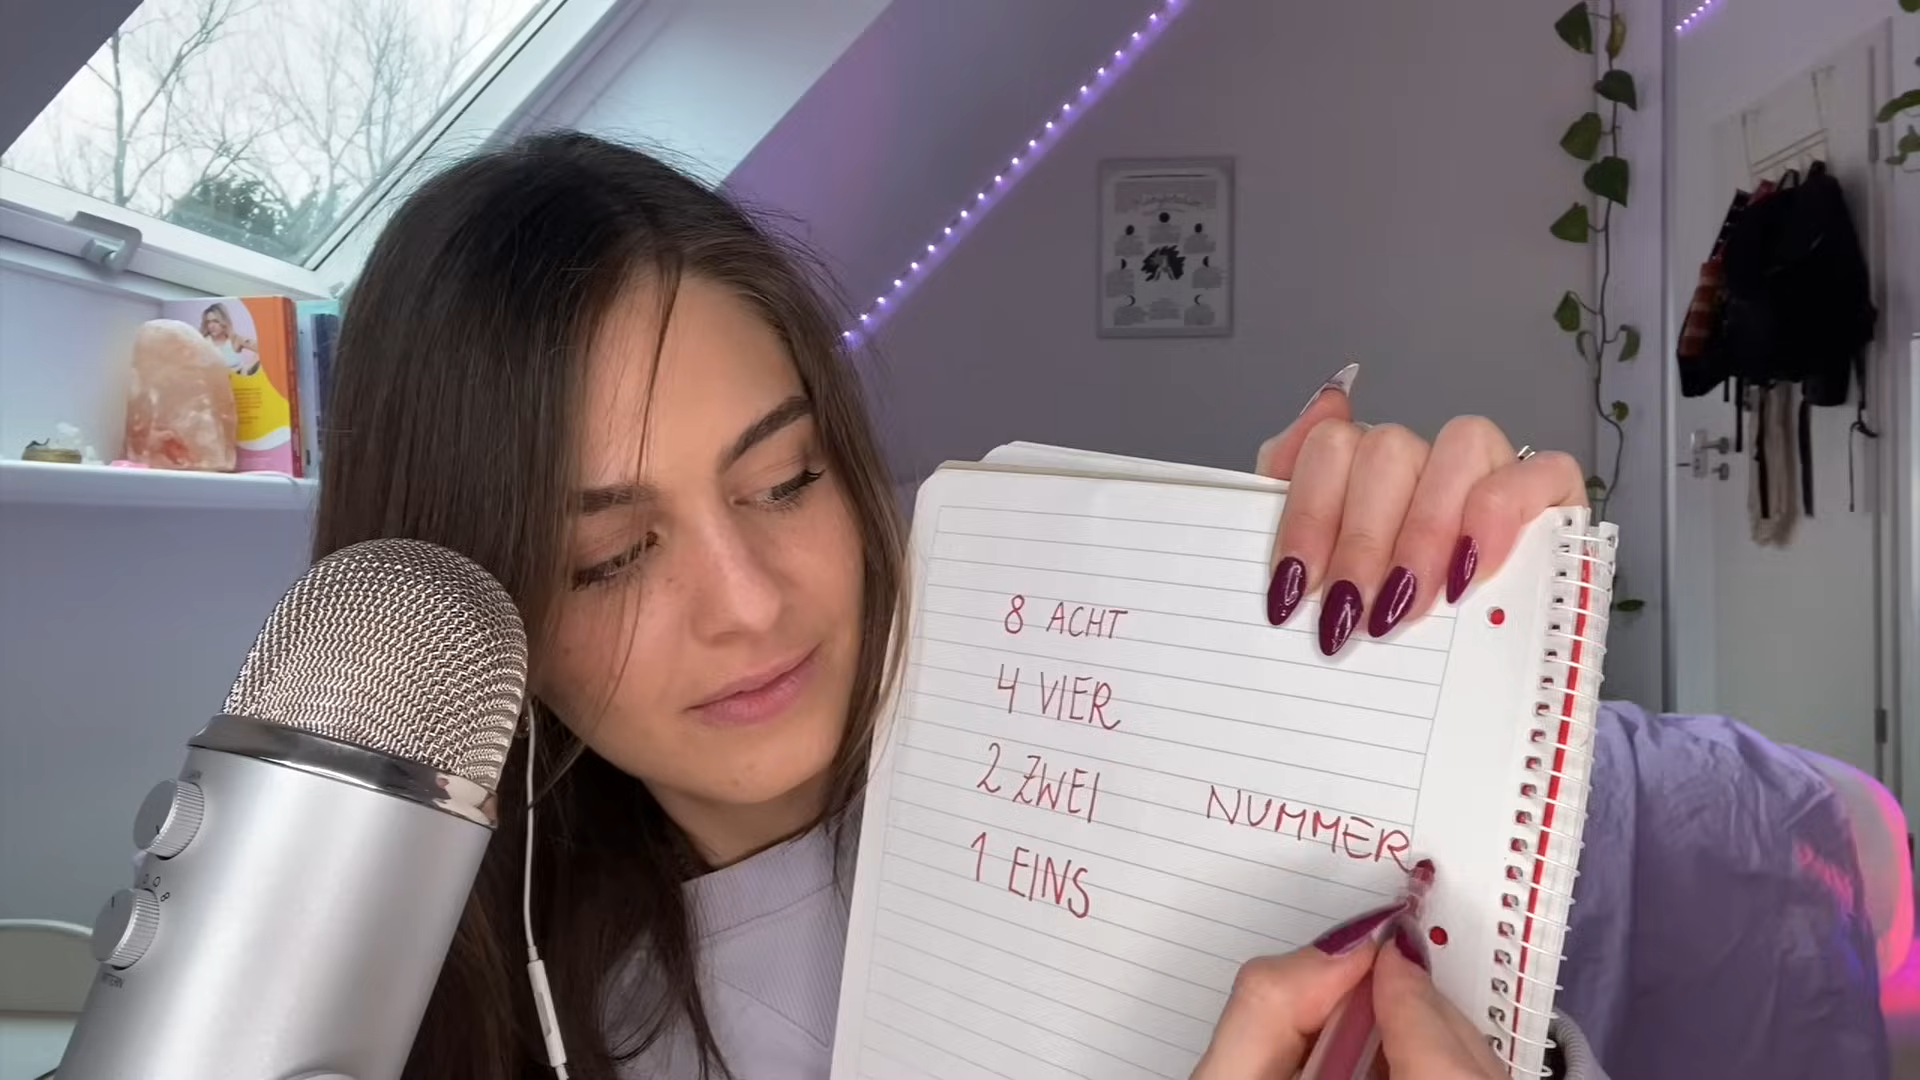 8 ACHT
4 VIER
2 ZWEI
NUMMER
1 EINS